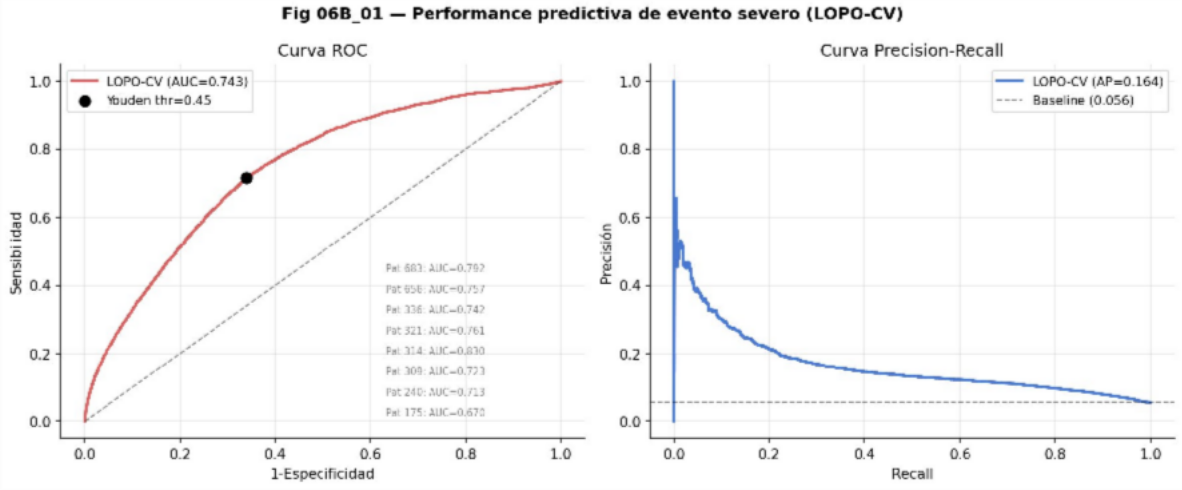 Fig 06B_01 — Performance predictiva de evento severo (LOPO-CV)
Curva ROC
LOPO-CV (AUC=0.743)
Youden thr=0.45
Sensibilidad
1.0
0.8
0.6
0.4
0.2
0.0
Pat 683: AUC=0.792
Pat 656: AUC=0.757
Pat 336: AUC=0.742
Pat 321: AUC=0.761
Pat 314: AUC=0.830
Pat 309: AUC=0.723
Pat 240: AUC=0.713
Pat 175: AUC=0.670
0.0 0.2 0.4 0.6 0.8 1.0
1-Especificidad
Curva Precision-Recall
LOPO-CV (AP=0.164)
Baseline (0.056)
Precisión
1.0
0.8
0.6
0.4
0.2
0.0
0.0 0.2 0.4 0.6 0.8 1.0
Recall